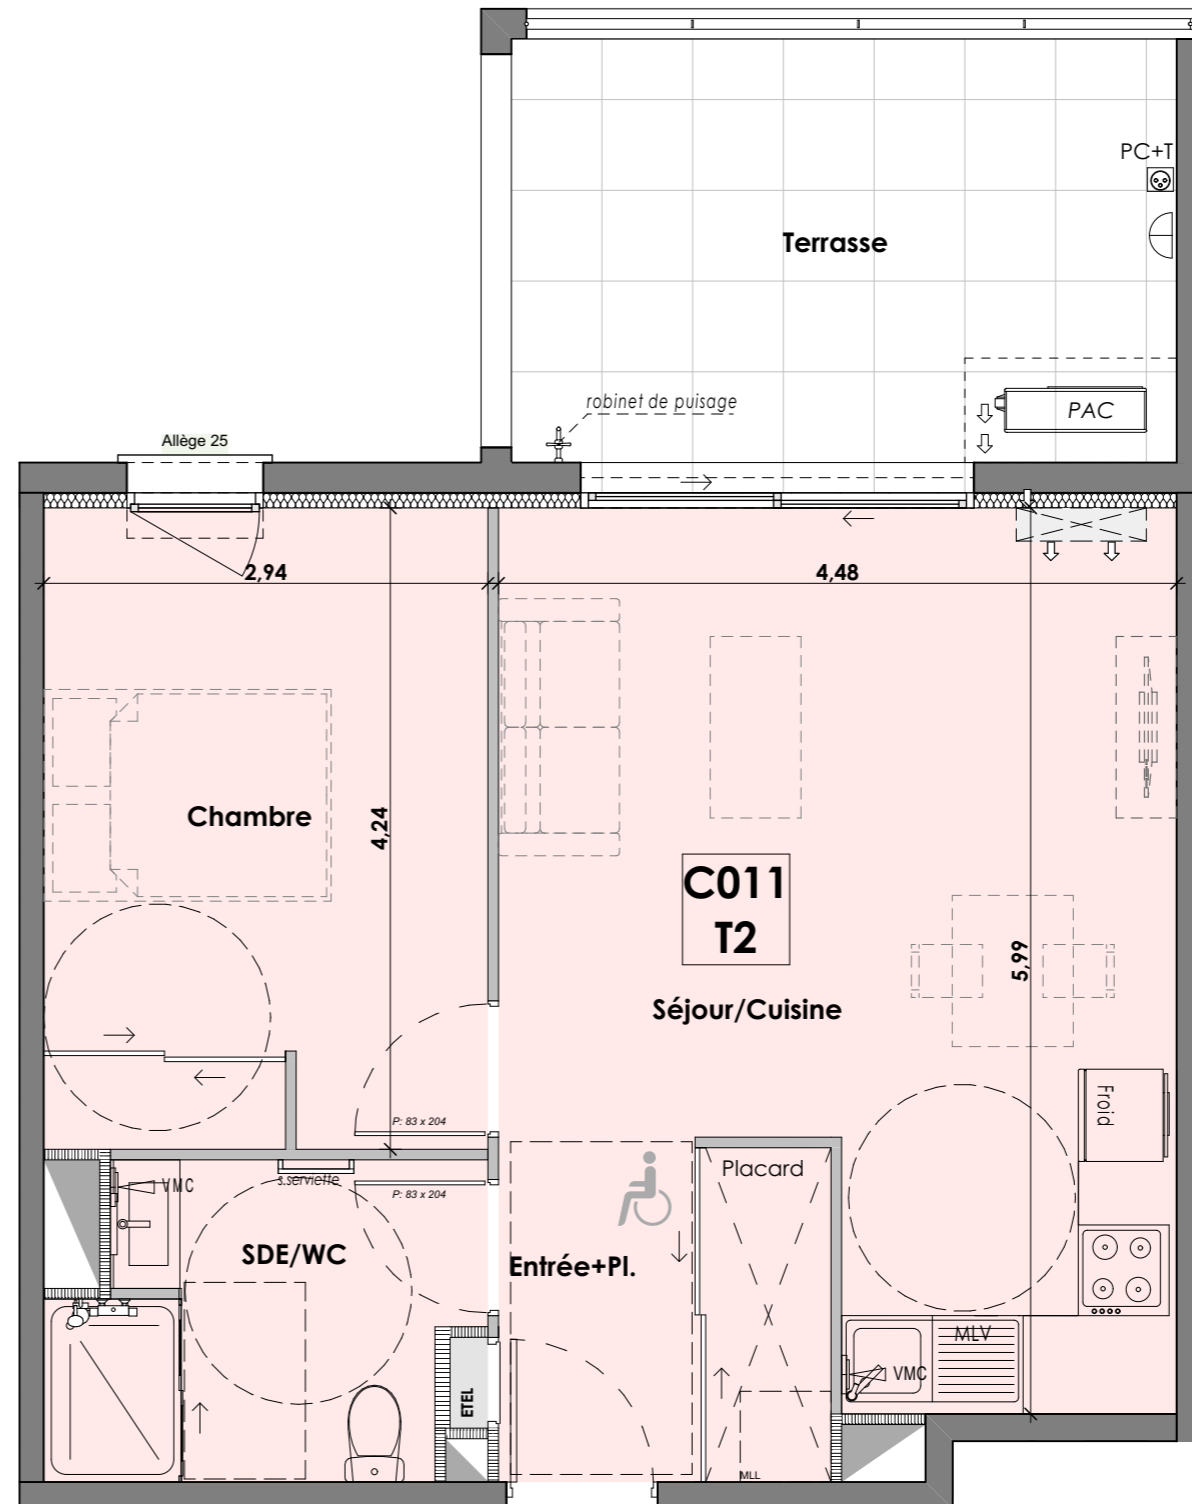 PC+T
Terrasse
robinet de puisage
PAC
Allège 25
2,94
4,48
Chambre
4,24
C011
T2
5,99
Séjour/Cuisine
Froid
P: 83 x 204
Placard
s.serviette
VMC
P: 83 x 204
SDE/WC
Entrée+Pl.
MLV
VMC
ETEL
MLL